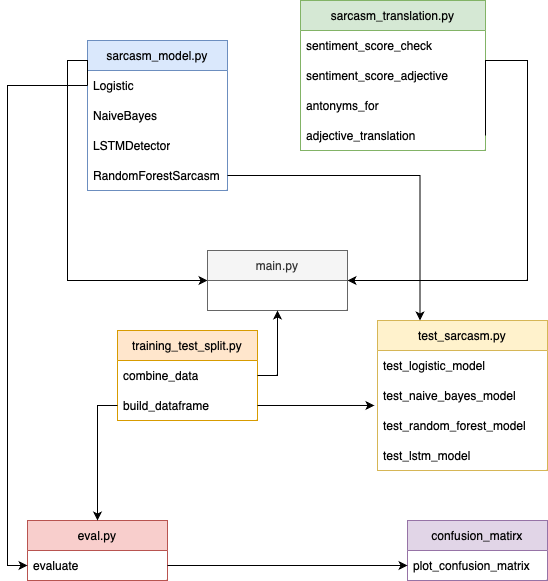 sarcasm_translation.py
sentiment_score_check
sentiment_score_adjective
antonyms_for
adjective_translation
sarcasm_model.py
Logistic
NaiveBayes
LSTMDetector
RandomForestSarcasm
main.py
training_test_split.py
combine_data
build_dataframe
test_sarcasm.py
test_logistic_model
test_naive_bayes_model
test_random_forest_model
test_lstm_model
eval.py
evaluate
confusion_matirx
plot_confusion_matrix